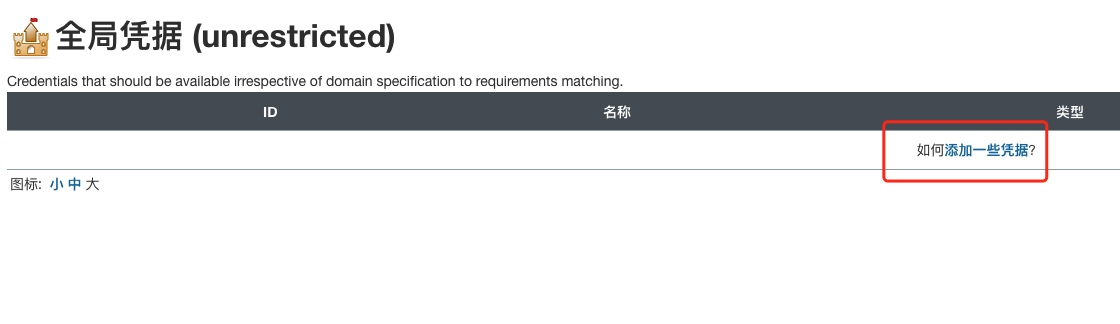 全局凭据 (unrestricted)
Credentials that should be available irrespective of domain specification to requirements matching.
ID 名称 类型
如何添加一些凭据?
图标: 小 中 大